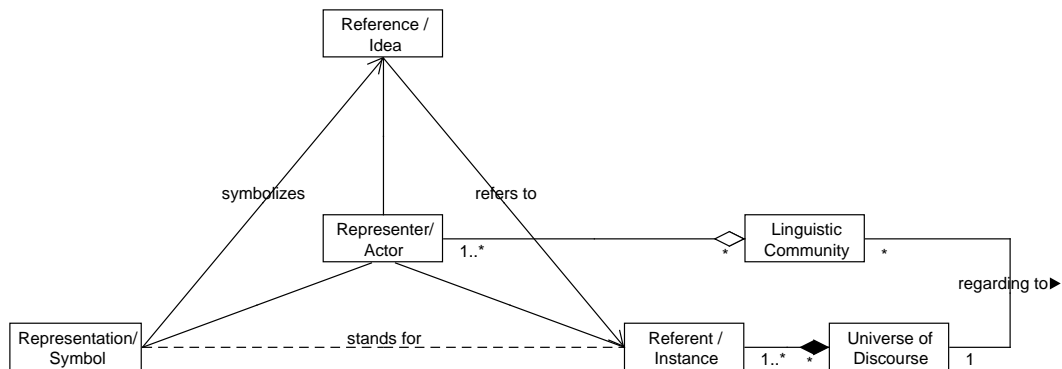 Reference /
Idea
symbolizes
refers to
Representer/
Actor
1..*
*
Linguistic
Community
*
regarding to
Representation/
Symbol
stands for
Referent /
Instance
1..*
*
Universe of
Discourse
1